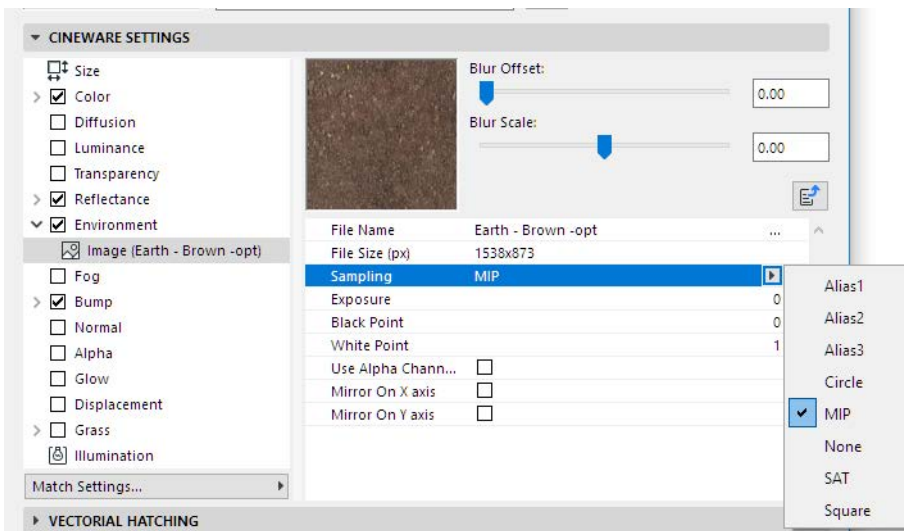 CINEWARE SETTINGS
Size
Color
Diffusion
Luminance
Transparency
Reflectance
Environment
Image (Earth - Brown -opt)
Fog
Bump
Normal
Alpha
Glow
Displacement
Grass
Illumination
Match Settings...
Blur Offset:
0.00
Blur Scale:
0.00
File Name Earth - Brown -opt ...
File Size (px) 1538x873
Sampling MIP
Exposure 0
Black Point 0
White Point 1
Use Alpha Chann...
Mirror On X axis
Mirror On Y axis
Alias1
Alias2
Alias3
Circle
MIP
None
SAT
Square
VECTORIAL HATCHING